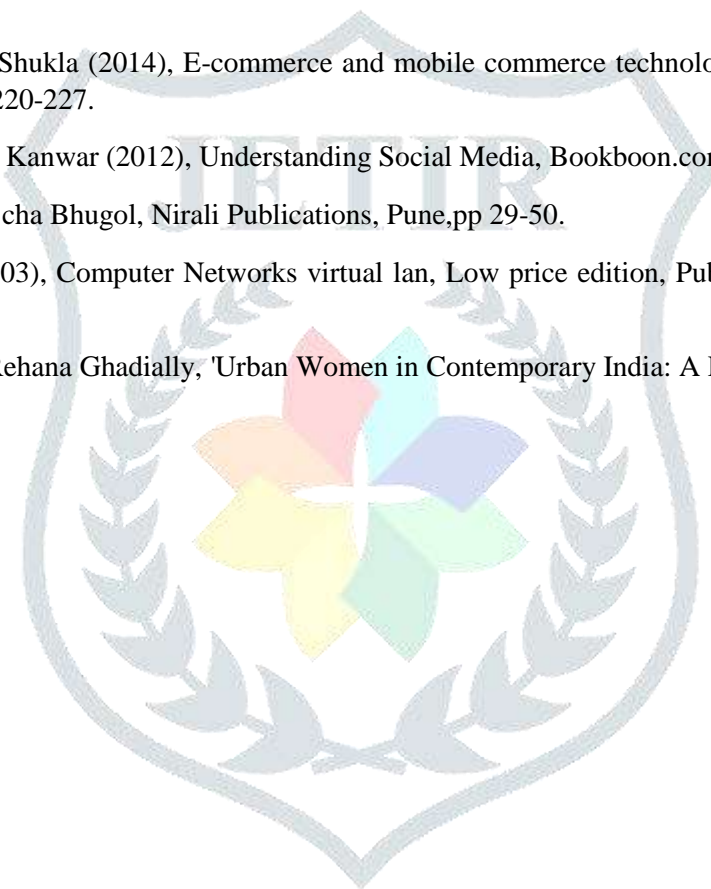 Shukla (2014), E-commerce and mobile commerce technolo
220-227.
JETIR
Kanwar (2012), Understanding Social Media, Bookboon.com
cha Bhugol, Nirali Publications, Pune,pp 29-50.
03), Computer Networks virtual lan, Low price edition, Pub
Rehana Ghadially, 'Urban Women in Contemporary India: A